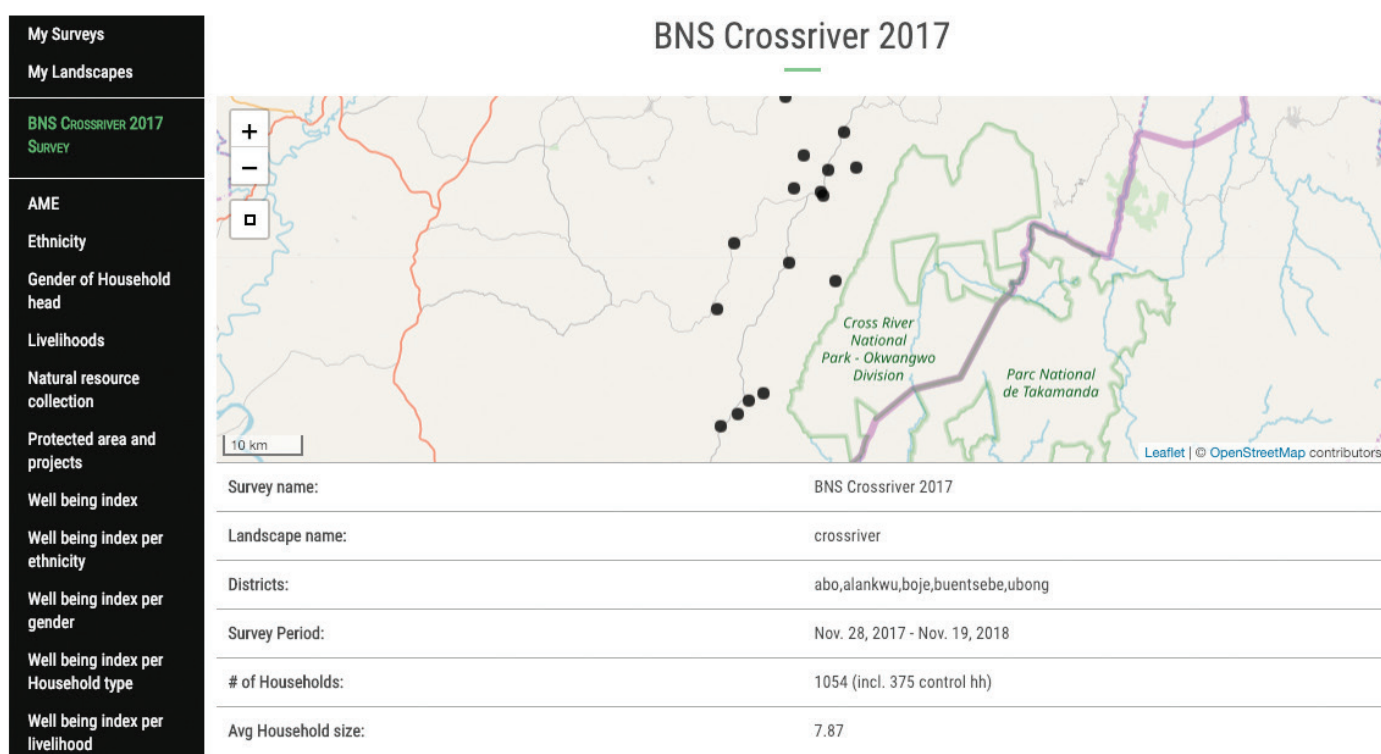 My Surveys
My Landscapes
BNS CROSSRIVER 2017
SURVEY
AME
Ethnicity
Gender of Household
head
Livelihoods
Natural resource
collection
Protected area and
projects
Well being index
Well being index per
ethnicity
Well being index per
gender
Well being index per
Household type
Well being index per
livelihood
BNS Crossriver 2017
+
−
Cross River
National
Park - Okwangwo
Division
Parc National
de Takamanda
10 km
Leaflet | © OpenStreetMap contributors
Survey name: BNS Crossriver 2017
Landscape name: crossriver
Districts: abo,alankwu,boje,buentsebe,ubong
Survey Period: Nov. 28, 2017 - Nov. 19, 2018
# of Households: 1054 (incl. 375 control hh)
Avg Household size: 7.87